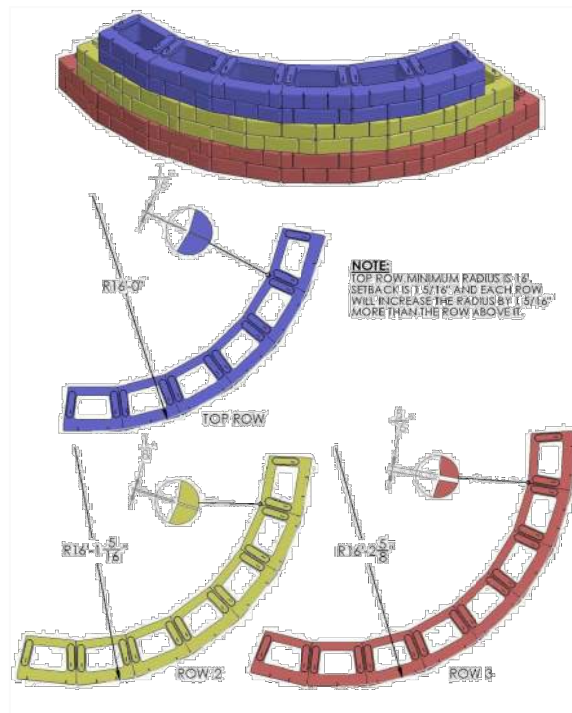 R16'-0"
NOTE:
TOP ROW MINIMUM RADIUS IS 16'.
SETBACK IS 1 5/16" AND EACH ROW
WILL INCREASE THE RADIUS BY 1 5/16"
MORE THAN THE ROW ABOVE IT.
TOP ROW
R16'-1 5/16"
ROW 2
R16'-2 5/8"
ROW 3